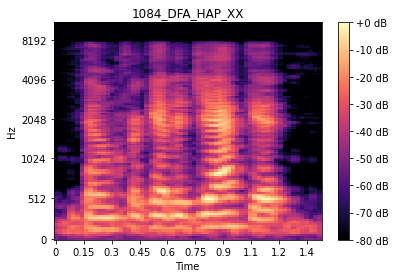 1084_DFA_HAP_XX
8192
4096
2048
1024
512
0
Hz
0 0.15 0.3 0.45 0.6 0.75 0.9 1.1 1.2 1.4
Time
+0 dB
-10 dB
-20 dB
-30 dB
-40 dB
-50 dB
-60 dB
-70 dB
-80 dB